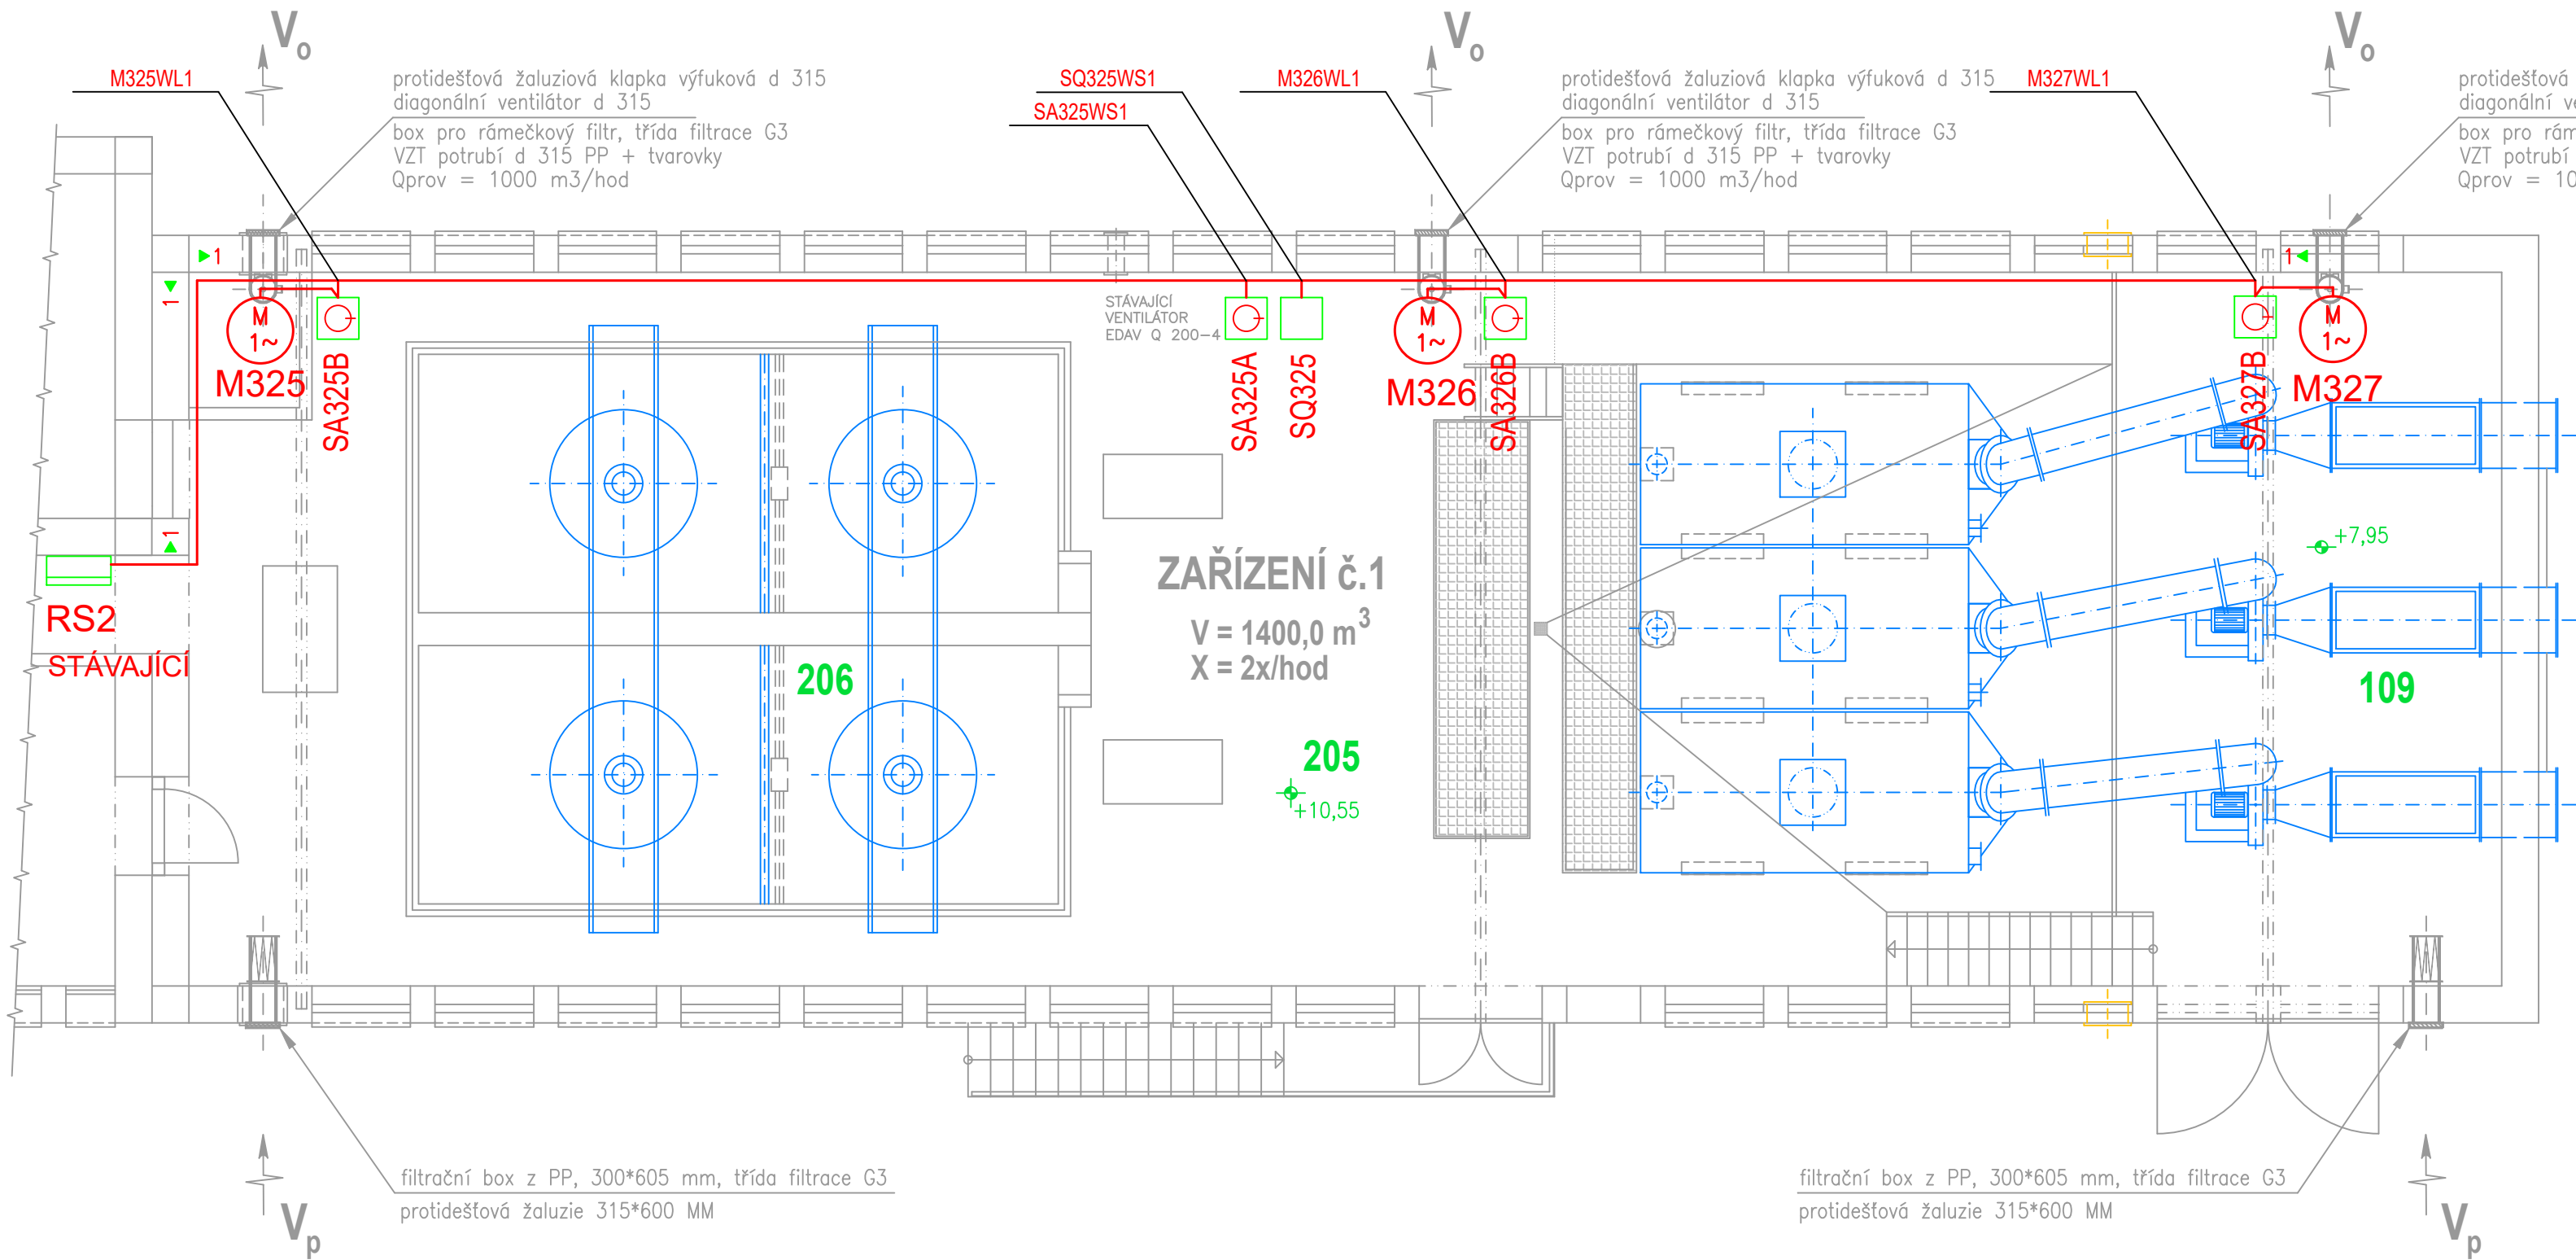 Vo
Vo
Vo
M325WL1
protidešťová žaluziová klapka výfuková d 315
diagonální ventilátor d 315
box pro rámečkový filtr, třída filtrace G3
VZT potrubí d 315 PP + tvarovky
Qprov = 1000 m3/hod
SQ325WS1
SA325WS1
M326WL1
protidešťová žaluziová klapka výfuková d 315
diagonální ventilátor d 315
box pro rámečkový filtr, třída filtrace G3
VZT potrubí d 315 PP + tvarovky
Qprov = 1000 m3/hod
M327WL1
protidešťová
diagonální ve
box pro rám
VZT potrubí
Qprov = 10
1
1
1
1
M
1~
M325
SA325B
STÁVAJÍCÍ
VENTILÁTOR
EDAV Q 200-4
SA325A
SQ325
M
1~
M326
SA326B
SA327B
M
1~
M327
RS2
STÁVAJÍCÍ
ZAŘÍZENÍ č.1
V = 1400,0 m3
X = 2x/hod
206
205
+10,55
+7,95
109
filtrační box z PP, 300*605 mm, třída filtrace G3
protidešťová žaluzie 315*600 MM
Vp
filtrační box z PP, 300*605 mm, třída filtrace G3
protidešťová žaluzie 315*600 MM
Vp